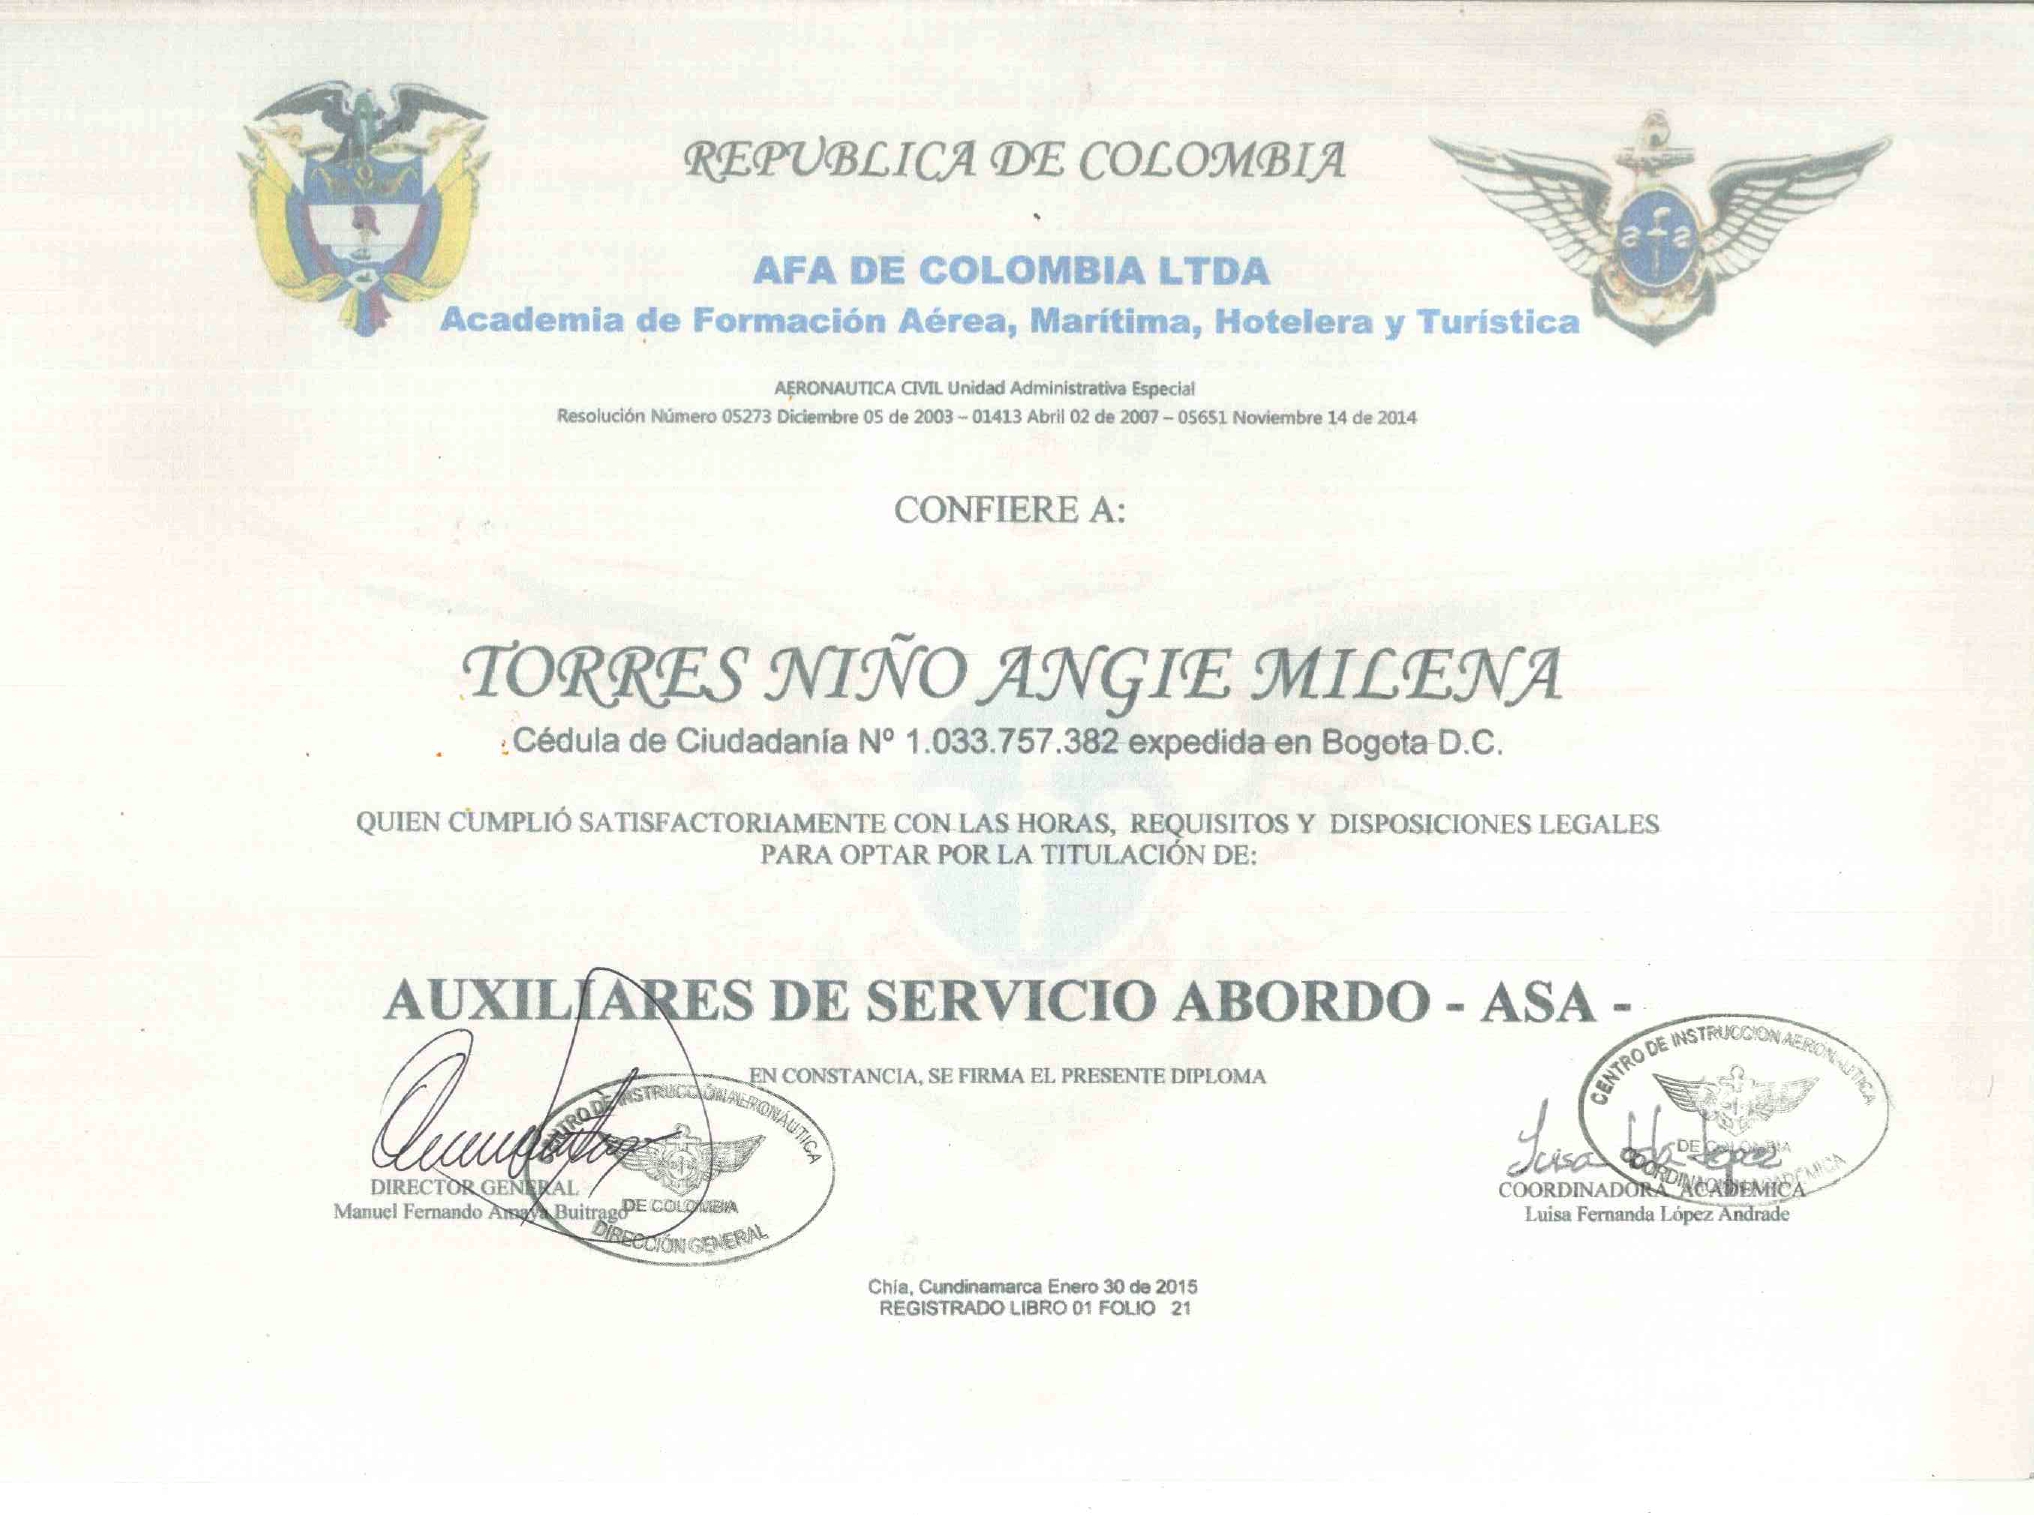 REPUBLICA DE COLOMBIA
afa
AFA DE COLOMBIA LTDA
Academia de Formación Aérea, Marítima, Hotelera y Turística
AERONAUTICA CIVIL Unidad Administrativa Especial
Resolución Número 05273 Diciembre 05 de 2003 – 01413 Abril 02 de 2007 – 05651 Noviembre 14 de 2014
CONFIERE A:
TORRES NIÑO ANGIE MILENA
Cédula de Ciudadanía Nº 1.033.757.382 expedida en Bogota D.C.
QUIEN CUMPLIÓ SATISFACTORIAMENTE CON LAS HORAS, REQUISITOS Y DISPOSICIONES LEGALES
PARA OPTAR POR LA TITULACIÓN DE:
AUXILIARES DE SERVICIO ABORDO - ASA -
EN CONSTANCIA, SE FIRMA EL PRESENTE DIPLOMA
CENTRO DE INSTRUCCIÓN AERONÁUTICA
DE COLOMBIA
DIRECCIÓN GENERAL
DIRECTOR GENERAL
Manuel Fernando Amaya Buitrago
CENTRO DE INSTRUCCION AERONAUTICA
DE COLOMBIA
COORDINACION ACADEMICA
Luisa Fda Lopez
COORDINADORA ACADEMICA
Luisa Fernanda López Andrade
Chía, Cundinamarca Enero 30 de 2015
REGISTRADO LIBRO 01 FOLIO 21